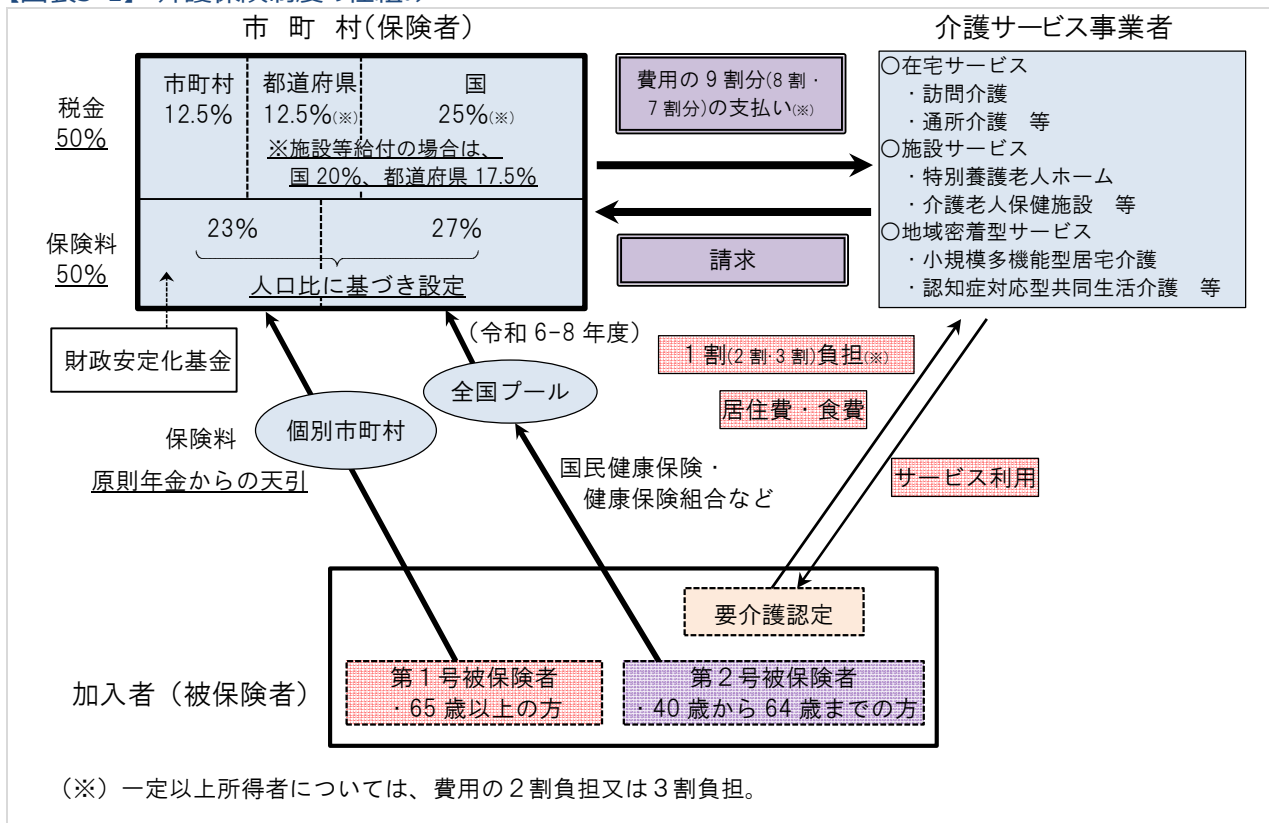 市 町 村(保険者)
介護サービス事業者
税金
50%
市町村
12.5%
都道府県
12.5%(※)
国
25%(※)
※施設等給付の場合は、
国 20%、都道府県 17.5%
保険料
50%
23%
27%
人口比に基づき設定
費用の 9 割分(8 割・
7 割分)の支払い(※)
請求
○在宅サービス
・訪問介護
・通所介護 等
○施設サービス
・特別養護老人ホーム
・介護老人保健施設 等
○地域密着型サービス
・小規模多機能型居宅介護
・認知症対応型共同生活介護 等
財政安定化基金
(令和 6-8 年度)
全国プール
個別市町村
保険料
原則年金からの天引
国民健康保険・
健康保険組合など
1 割(2 割・3 割)負担(※)
居住費・食費
サービス利用
要介護認定
加入者(被保険者)
第1号被保険者
・65 歳以上の方
第2号被保険者
・40 歳から 64 歳までの方
(※)一定以上所得者については、費用の2割負担又は3割負担。